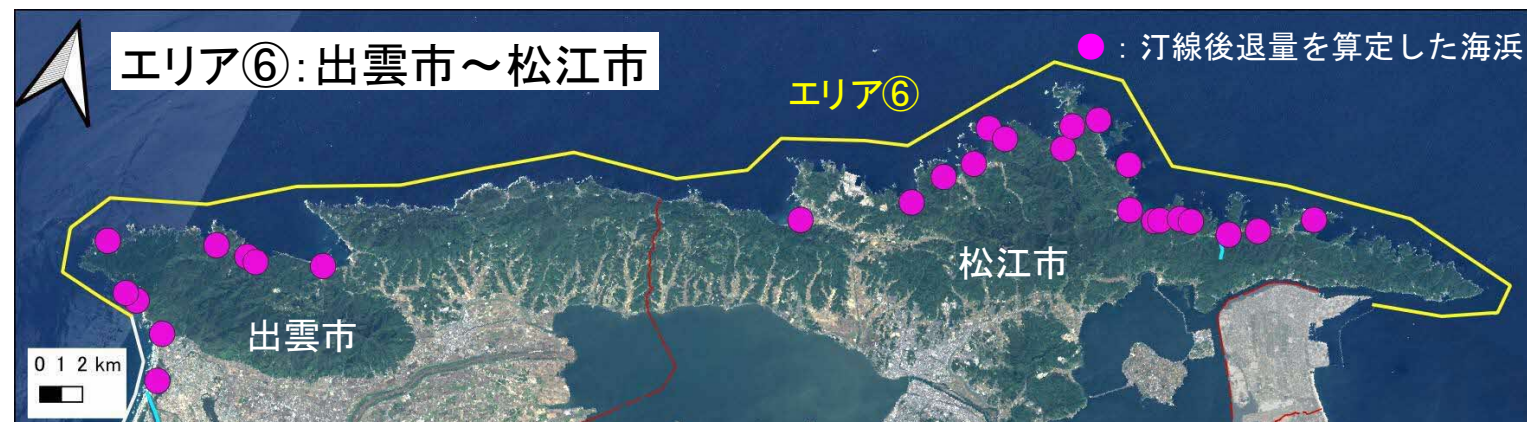 エリア⑥：出雲市～松江市
●：汀線後退量を算定した海浜
エリア⑥
松江市
出雲市
0 1 2 km